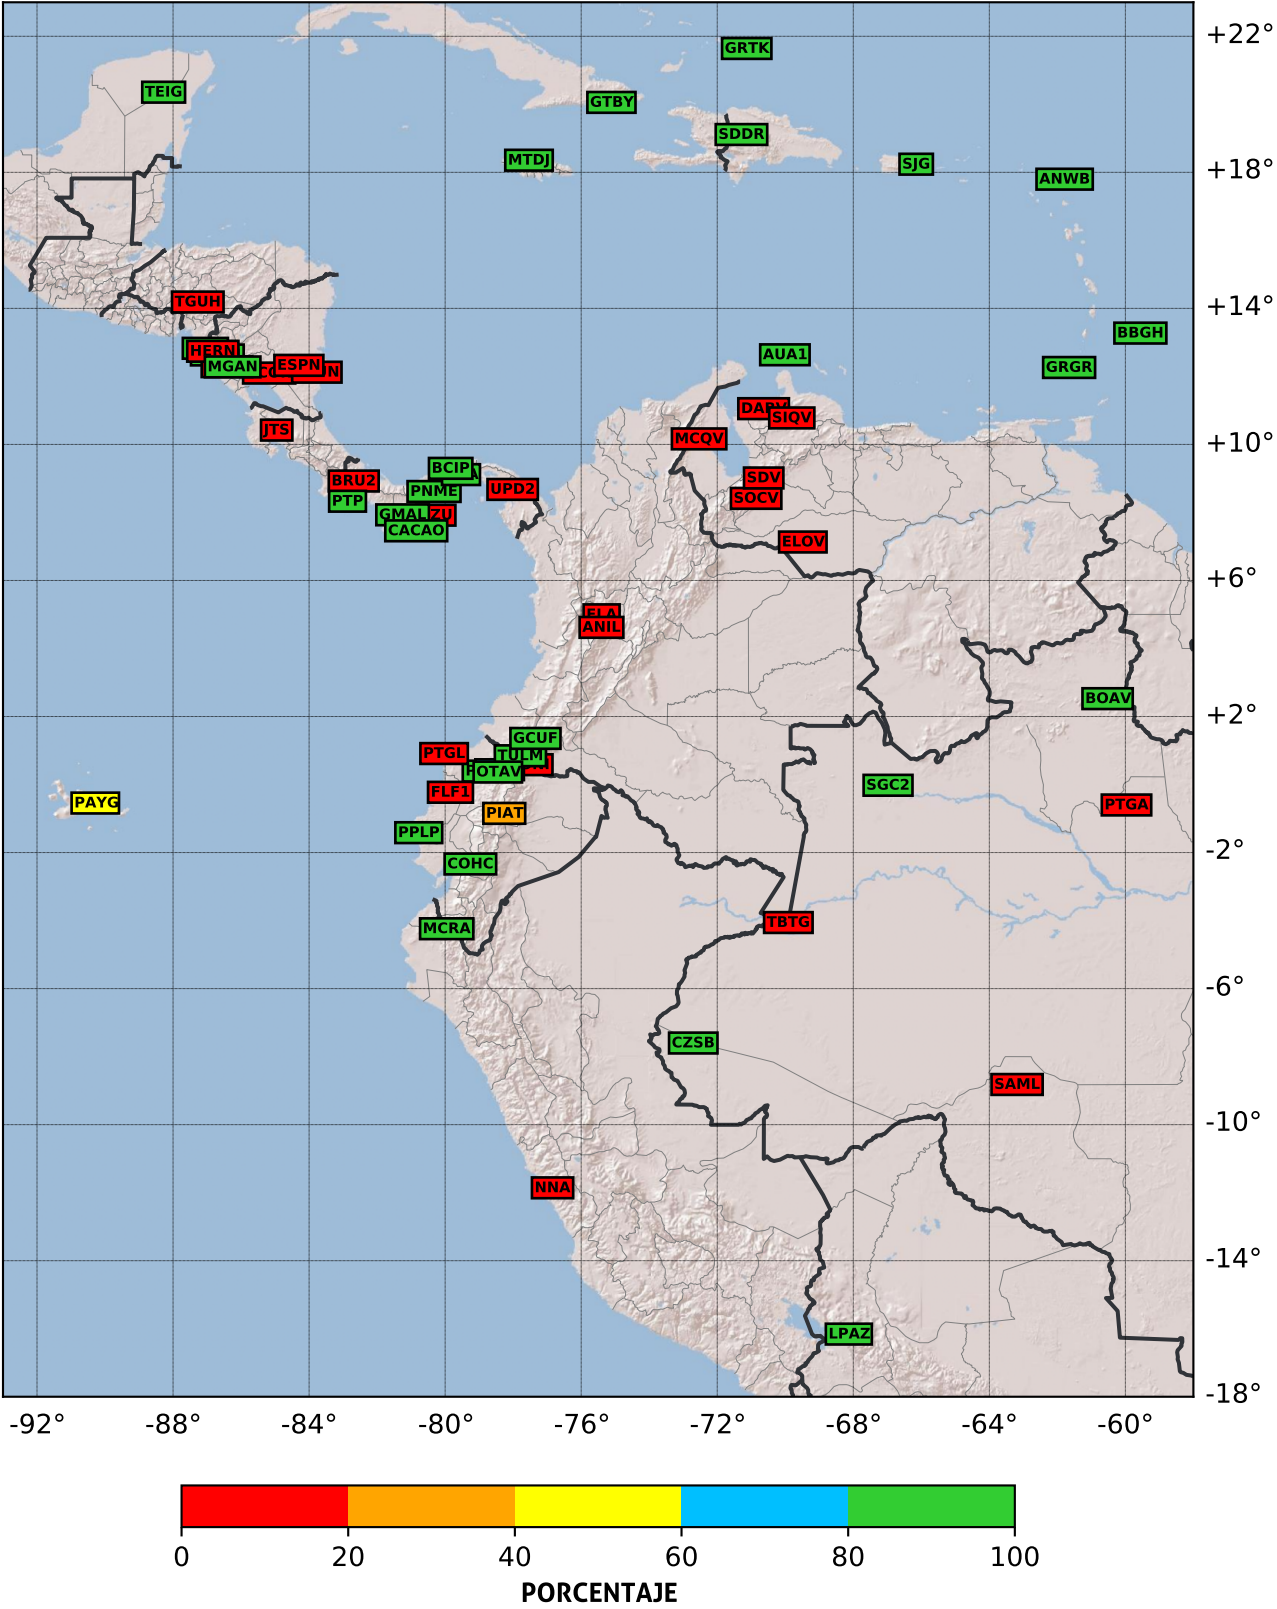 GRTK
+22°
TEIG
GTBY
SDDR
MTDJ
SJG
+18°
ANWB
TGUH
+14°
BBGH
HERN
AUA1
MGAN
ESPN
GRGR
DABV
SIQV
JTS
MCQV
+10°
BCIP
BRU2
SDV
PNME
UPD2
PTP
SOCV
GMAL
ZU
CACAO
ELOV
+6°
ANIL
BOAV
+2°
GCUF
PTGL
TULM
OTAV
SGC2
FLF1
PAYG
PTGA
PIAT
PPLP
-2°
COHC
TBTG
MCRA
-6°
CZSB
SAML
-10°
NNA
-14°
LPAZ
-18°
-92° -88° -84° -80° -76° -72° -68° -64° -60°
0 20 40 60 80 100
PORCENTAJE